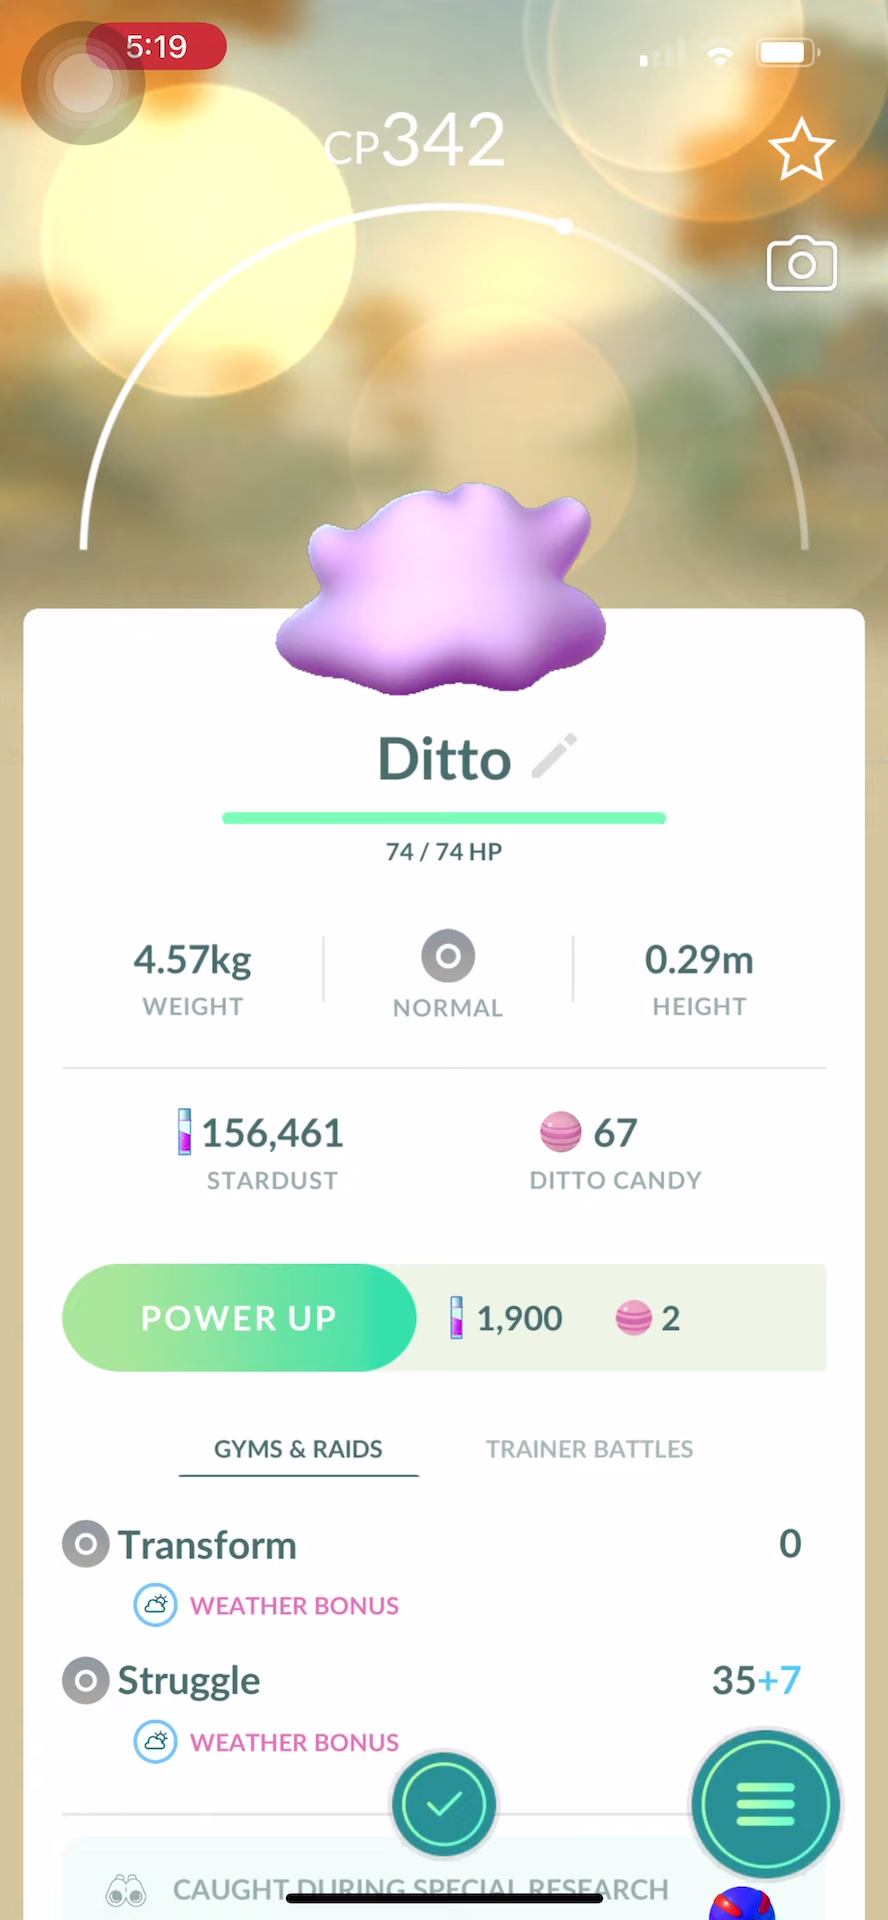 5:19
CP342
Ditto
74 / 74 HP
4.57kg
WEIGHT
NORMAL
0.29m
HEIGHT
156,461
STARDUST
67
DITTO CANDY
POWER UP 1,900 2
GYMS & RAIDS TRAINER BATTLES
Transform 0
WEATHER BONUS
Struggle 35+7
WEATHER BONUS
CAUGHT DURING SPECIAL RESEARCH